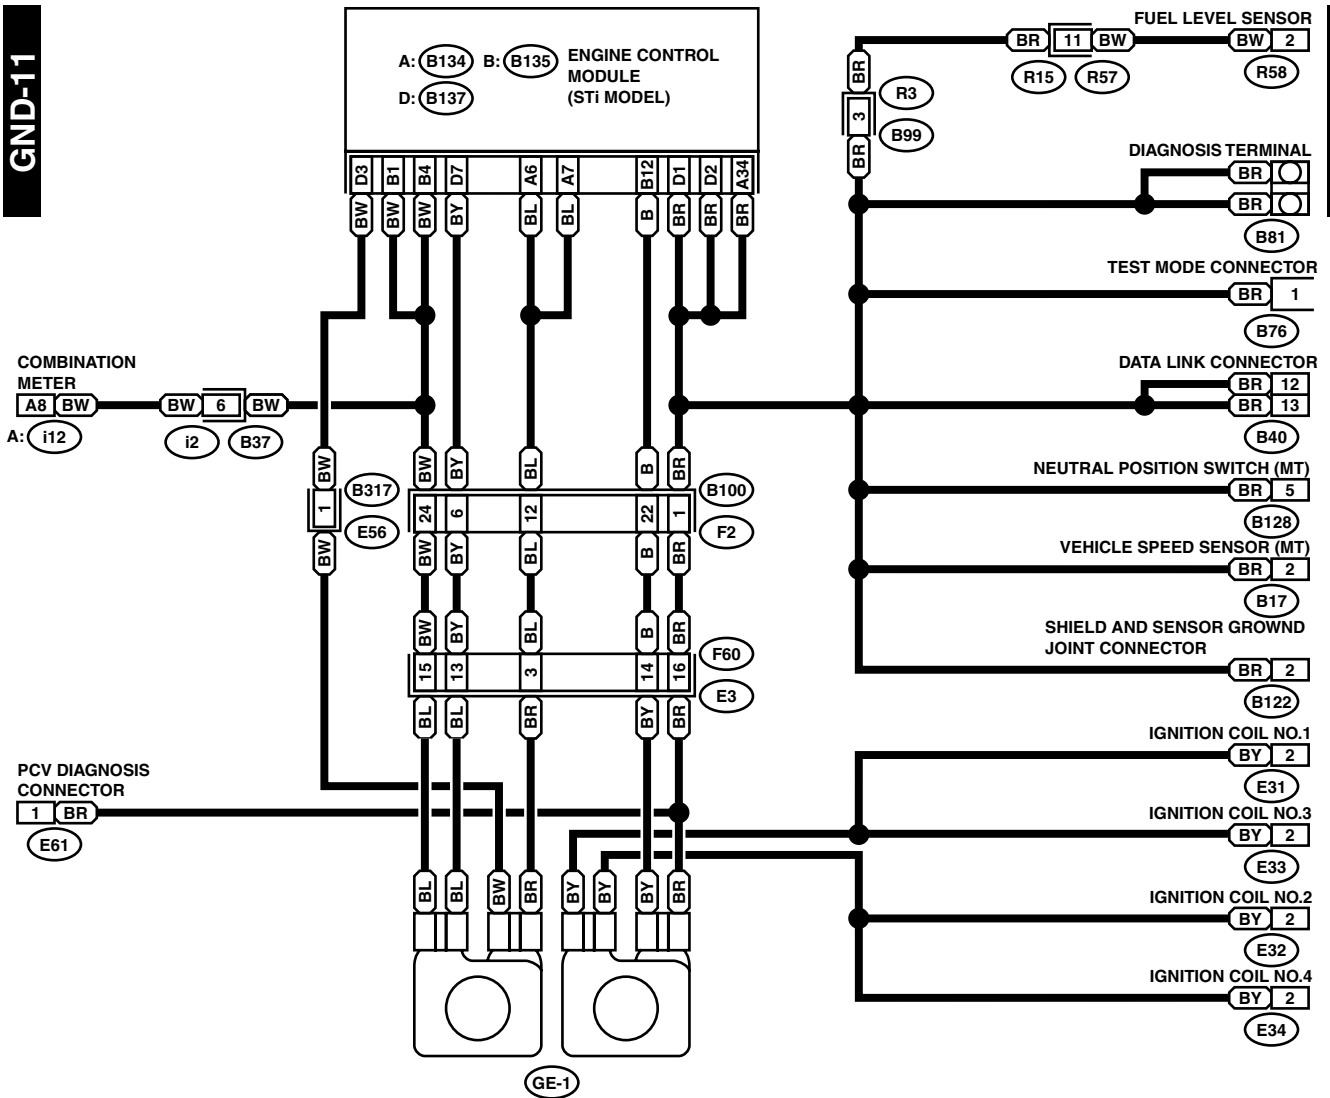 GND-11
A: B134 B: B135 ENGINE CONTROL
MODULE
D: B137 (STi MODEL)
D3 B1 B4 D7 A6 A7 B12 D1 D2 A34
BW BW BW BY BL BL B BR BR BR
FUEL LEVEL SENSOR
BR 11 BW BW 2
R15 R57 R58
BR
R3
3
B99
BR
DIAGNOSIS TERMINAL
BR
BR
B81
TEST MODE CONNECTOR
BR 1
B76
COMBINATION
METER
A8 BW BW 6 BW
A: i12 i2 B37
DATA LINK CONNECTOR
BR 12
BR 13
B40
BW BW BY BL B BR
B317 B100
1 24 6 12 22 1
E56 F2
BW BW BY BL B BR
NEUTRAL POSITION SWITCH (MT)
BR 5
B128
VEHICLE SPEED SENSOR (MT)
BR 2
B17
BW BY BL B BR
F60
15 13 3 14 16
E3
BL BL BR BY BR
SHIELD AND SENSOR GROWND
JOINT CONNECTOR
BR 2
B122
IGNITION COIL NO.1
BY 2
E31
PCV DIAGNOSIS
CONNECTOR
1 BR
E61
IGNITION COIL NO.3
BY 2
E33
BL BL BW BR BY BY BY BR
IGNITION COIL NO.2
BY 2
E32
IGNITION COIL NO.4
BY 2
E34
GE-1